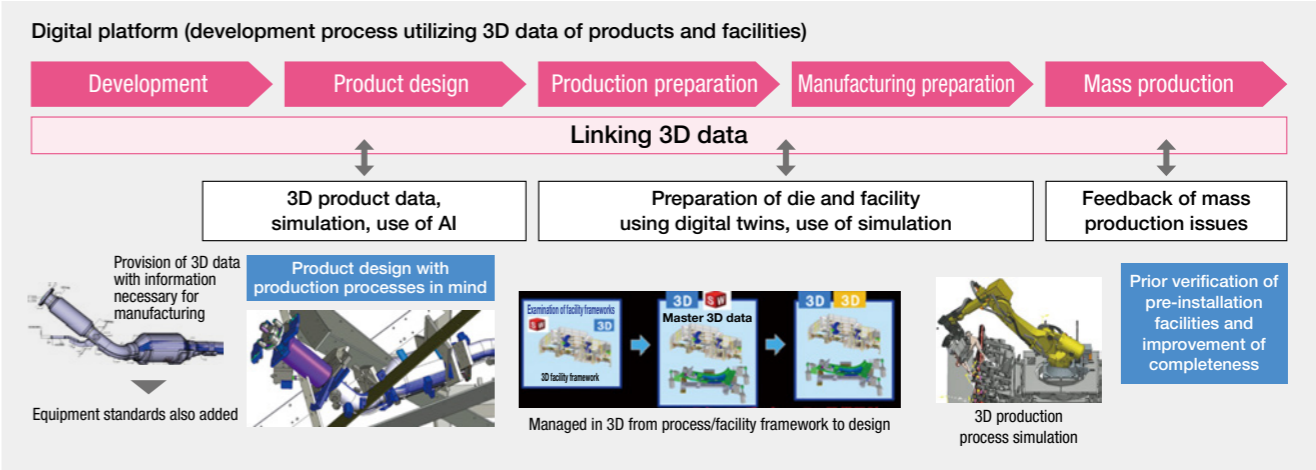 Digital platform (development process utilizing 3D data of products and facilities)
Development
Product design
Production preparation
Manufacturing preparation
Mass production
Linking 3D data
3D product data,
simulation, use of AI
Preparation of die and facility
using digital twins, use of simulation
Feedback of mass
production issues
Provision of 3D data
with information
necessary for
manufacturing
Equipment standards also added
Product design with
production processes in mind
Examination of facility frameworks
3D
3D facility framework
3D
SW
Master 3D data
3D
3D
Managed in 3D from process/facility framework to design
3D production
process simulation
Prior verification of
pre-installation
facilities and
improvement of
completeness